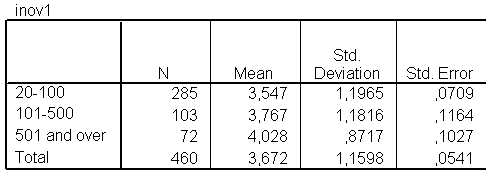 inov1
N Mean Std. Deviation Std. Error
20-100 285 3,547 1,1965 ,0709
101-500 103 3,767 1,1816 ,1164
501 and over 72 4,028 ,8717 ,1027
Total 460 3,672 1,1598 ,0541